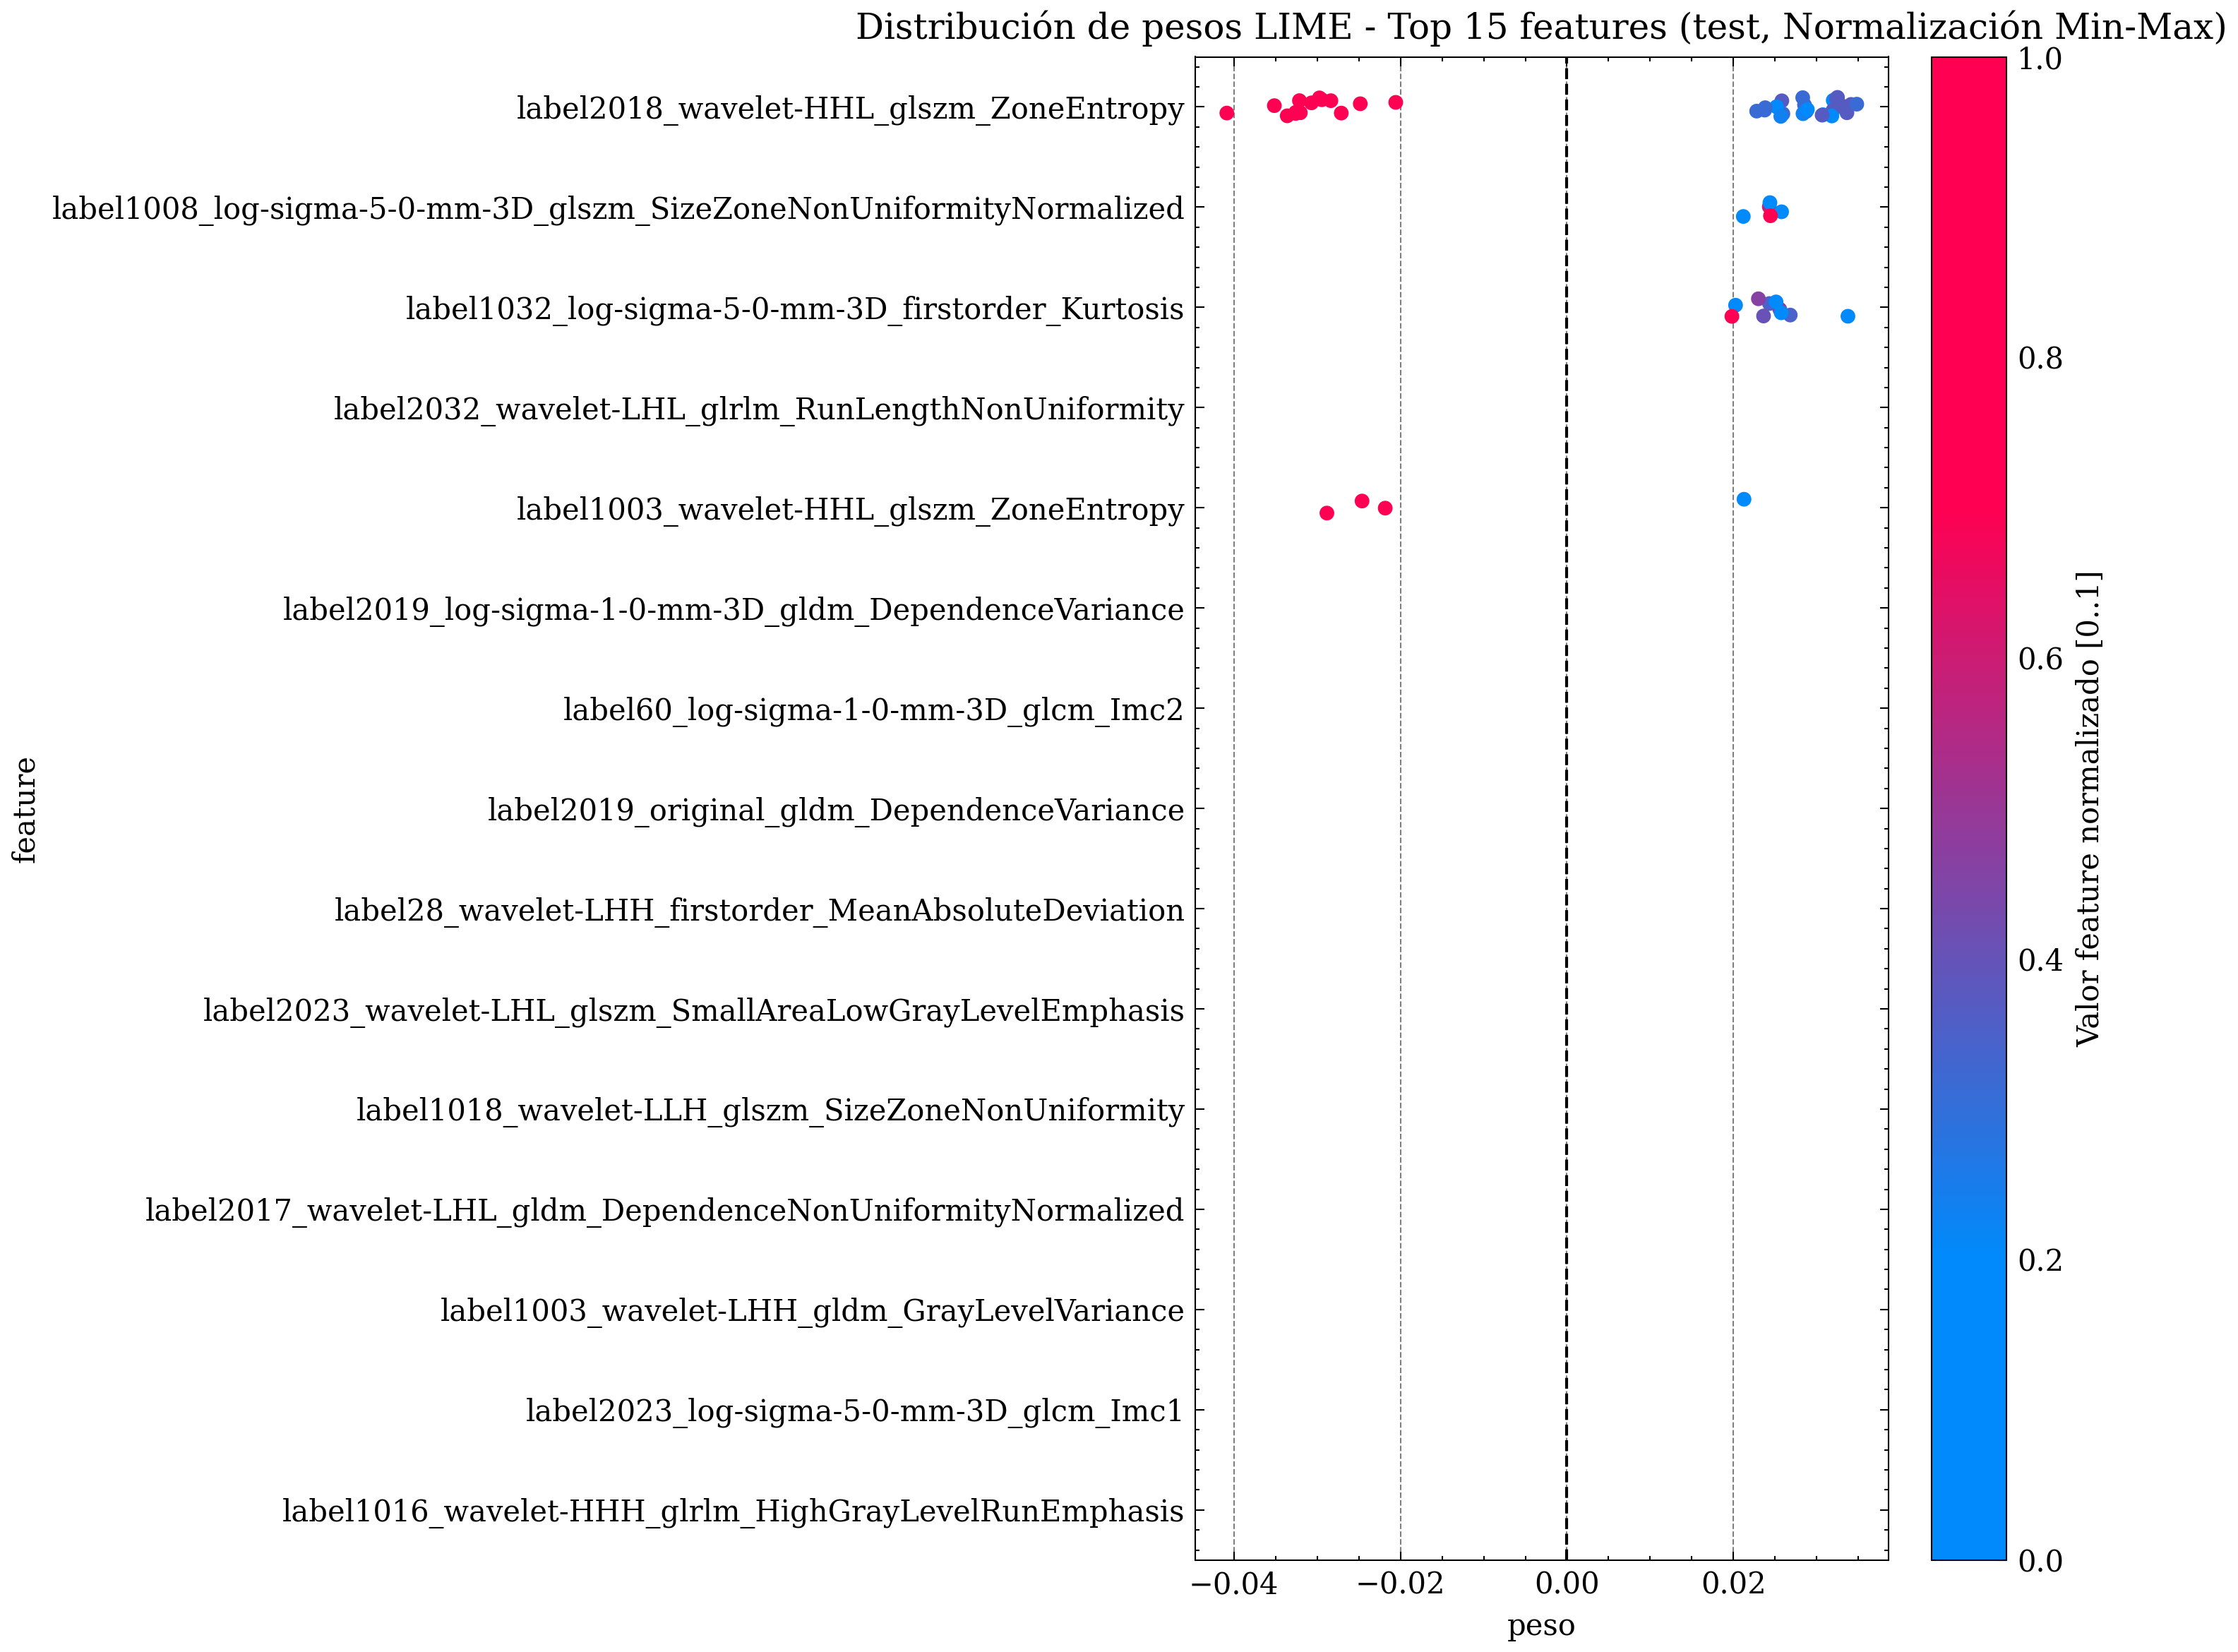 Distribución de pesos LIME - Top 15 features (test, Normalización Min-Max)
label2018_wavelet-HHL_glszm_ZoneEntropy
label1008_log-sigma-5-0-mm-3D_glszm_SizeZoneNonUniformityNormalized
label1032_log-sigma-5-0-mm-3D_firstorder_Kurtosis
label2032_wavelet-LHL_glrlm_RunLengthNonUniformity
label1003_wavelet-HHL_glszm_ZoneEntropy
label2019_log-sigma-1-0-mm-3D_gldm_DependenceVariance
label60_log-sigma-1-0-mm-3D_glcm_Imc2
label2019_original_gldm_DependenceVariance
label28_wavelet-LHH_firstorder_MeanAbsoluteDeviation
label2023_wavelet-LHL_glszm_SmallAreaLowGrayLevelEmphasis
label1018_wavelet-LLH_glszm_SizeZoneNonUniformity
label2017_wavelet-LHL_gldm_DependenceNonUniformityNormalized
label1003_wavelet-LHH_gldm_GrayLevelVariance
label2023_log-sigma-5-0-mm-3D_glcm_Imc1
label1016_wavelet-HHH_glrlm_HighGrayLevelRunEmphasis
feature
−0.04 −0.02 0.00 0.02
peso
1.0
0.8
0.6
0.4
0.2
0.0
Valor feature normalizado [0..1]